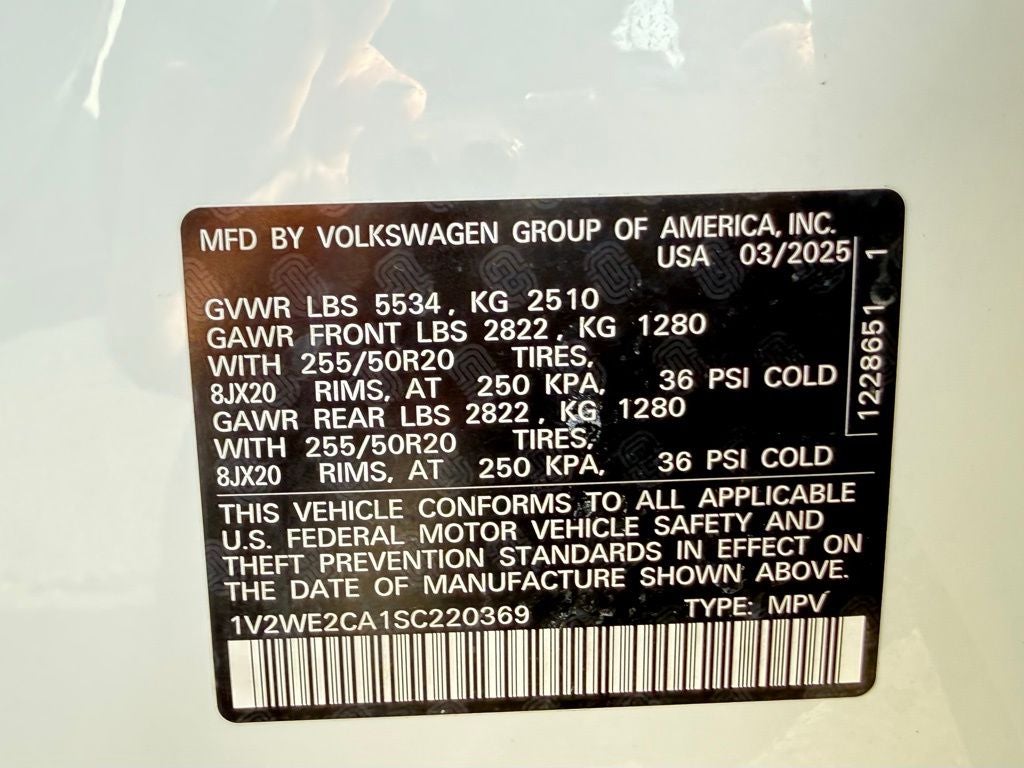 MFD BY VOLKSWAGEN GROUP OF AMERICA, INC.
USA 03/2025
GVWR LBS 5534, KG 2510
GAWR FRONT LBS 2822, KG 1280
WITH 255/50R20 TIRES,
8JX20 RIMS, AT 250 KPA, 36 PSI COLD
GAWR REAR LBS 2822, KG 1280
WITH 255/50R20 TIRES,
8JX20 RIMS, AT 250 KPA, 36 PSI COLD
1228651 1
THIS VEHICLE CONFORMS TO ALL APPLICABLE
U.S. FEDERAL MOTOR VEHICLE SAFETY AND
THEFT PREVENTION STANDARDS IN EFFECT ON
THE DATE OF MANUFACTURE SHOWN ABOVE.
1V2WE2CA1SC220369 TYPE: MPV